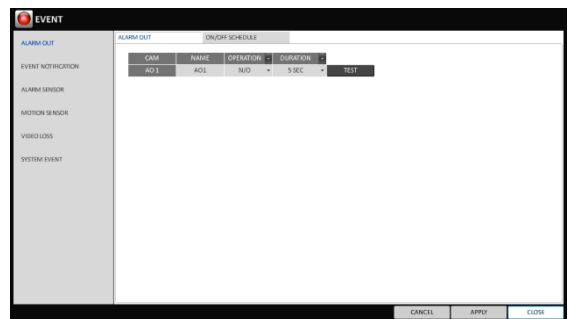 EVENT
ALARM OUT
EVENT NOTIFICATION
ALARM SENSOR
MOTION SENSOR
VIDEO LOSS
SYSTEM EVENT
ALARM OUT ON/OFF SCHEDULE
CAM NAME OPERATION DURATION
AO 1 AO1 N/O 5 SEC TEST
CANCEL APPLY CLOSE